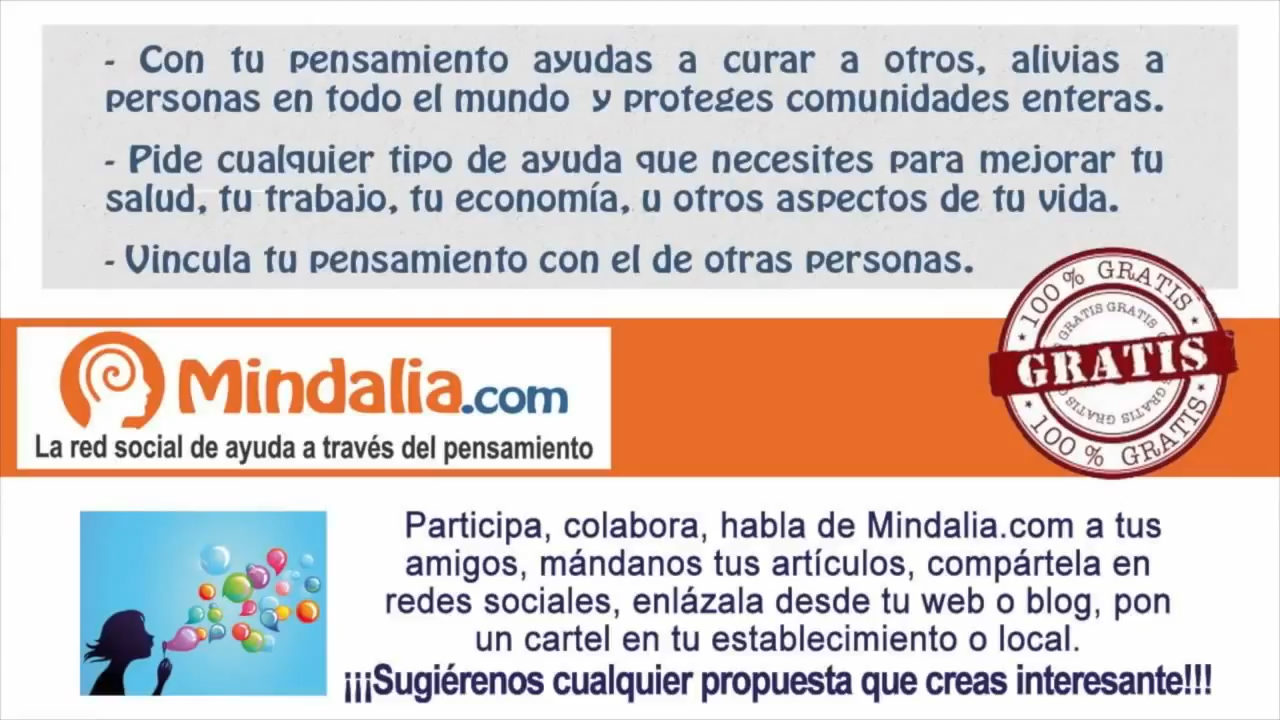 - Con tu pensamiento ayudas a curar a otros, alivias a
personas en todo el mundo y proteges comunidades enteras.
- Pide cualquier tipo de ayuda que necesites para mejorar tu
salud, tu trabajo, tu economía, u otros aspectos de tu vida.
- Vincula tu pensamiento con el de otras personas.
100 % GRATIS
GRATIS GRATIS
GRATIS
GRATIS GRATIS
100 % GRATIS
Mindalia.com
La red social de ayuda a través del pensamiento
Participa, colabora, habla de Mindalia.com a tus
amigos, mándanos tus artículos, compártela en
redes sociales, enlázala desde tu web o blog, pon
un cartel en tu establecimiento o local.
¡¡¡Sugiérenos cualquier propuesta que creas interesante!!!